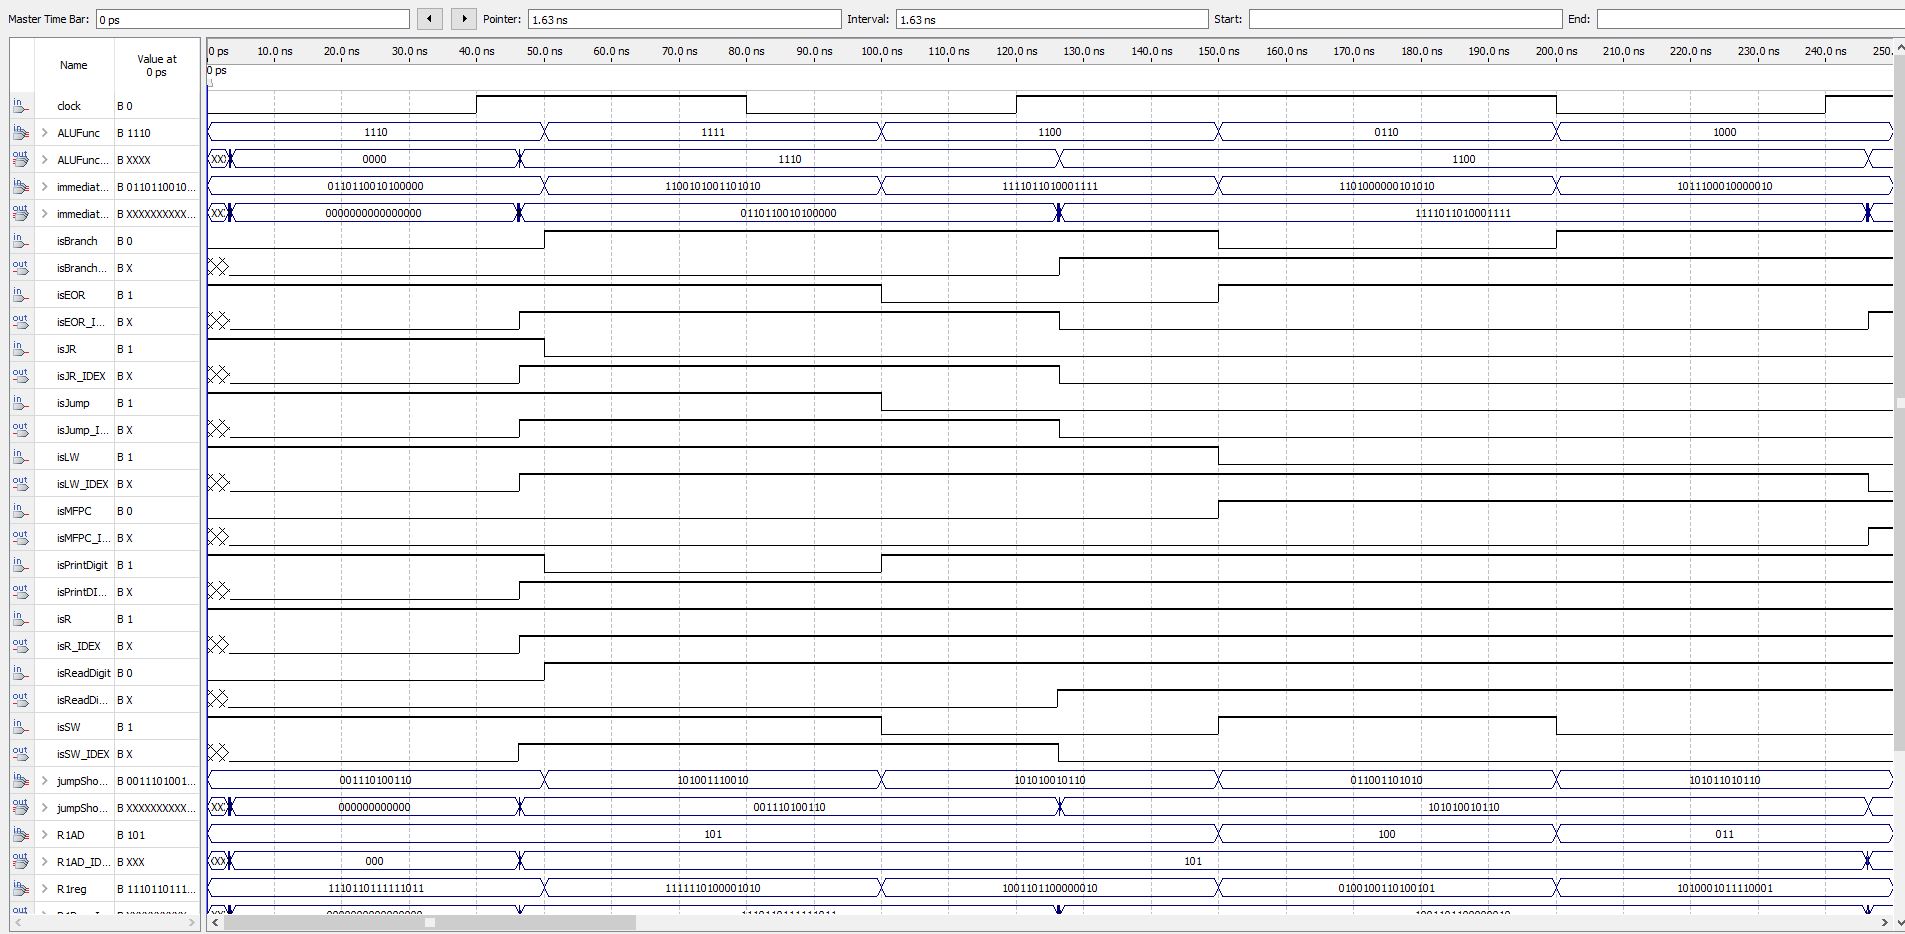 Master Time Bar: 0 ps Pointer: 1.63 ns Interval: 1.63 ns Start: End:
Name Value at 0 ps 0 ps 10.0 ns 20.0 ns 30.0 ns 40.0 ns 50.0 ns 60.0 ns 70.0 ns 80.0 ns 90.0 ns 100.0 ns 110.0 ns 120.0 ns 130.0 ns 140.0 ns 150.0 ns 160.0 ns 170.0 ns 180.0 ns 190.0 ns 200.0 ns 210.0 ns 220.0 ns 230.0 ns 240.0 ns 250.
0 ps
in clock B 0
in ALUFunc B 1110 1110 1111 1100 0110 1000
out ALUFunc... B XXXX XX 0000 1110 1100
in immediat... B 0110110010... 0110110010100000 1100101001101010 1111011010001111 1101000000101010 1011100010000010
out immediat... B XXXXXXXXXX... XX 0000000000000000 0110110010100000 1111011010001111
in isBranch B 0
out isBranch... B X
in isEOR B 1
out isEOR_I... B X
in isJR B 1
out isJR_IDEX B X
in isJump B 1
out isJump_I... B X
in isLW B 1
out isLW_IDEX B X
in isMFPC B 0
out isMFPC_I... B X
in isPrintDigit B 1
out isPrintDI... B X
in isR B 1
out isR_IDEX B X
in isReadDigit B 0
out isReadDi... B X
in isSW B 1
out isSW_IDEX B X
in jumpSho... B 0011101001... 001110100110 101001110010 101010010110 011001101010 101011010110
out jumpSho... B XXXXXXXXXX... XX 000000000000 001110100110 101010010110
in R1AD B 101 101 100 011
out R1AD_ID... B XXX XX 000 101
in R1reg B 1110110111... 1110110111111011 1111110100001010 1001101100000010 0100100110100101 1010001011110001
out